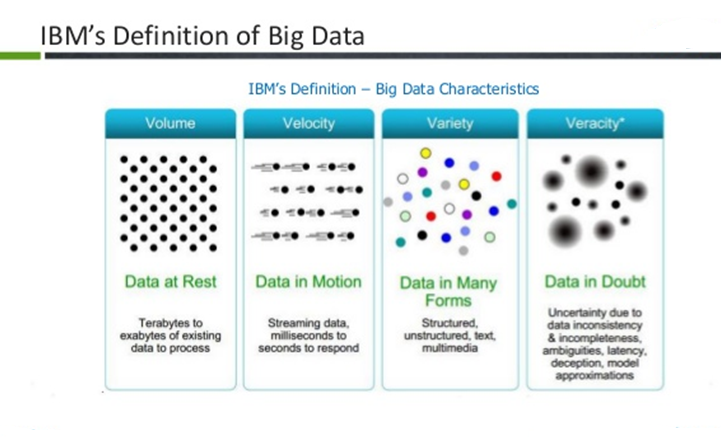 IBM’s Definition of Big Data
IBM’s Definition – Big Data Characteristics
Volume
Data at Rest
Terabytes to
exabytes of existing
data to process
Velocity
Data in Motion
Streaming data,
milliseconds to
seconds to respond
Variety
Data in Many
Forms
Structured,
unstructured, text,
multimedia
Veracity*
Data in Doubt
Uncertainty due to
data inconsistency
& incompleteness,
ambiguities, latency,
deception, model
approximations